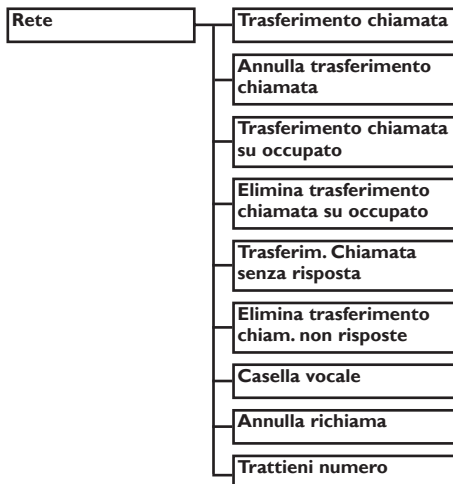 Rete
Trasferimento chiamata
Annulla trasferimento
chiamata
Trasferimento chiamata
su occupato
Elimina trasferimento
chiamata su occupato
Trasferim. Chiamata
senza risposta
Elimina trasferimento
chiam. non risposte
Casella vocale
Annulla richiama
Trattieni numero